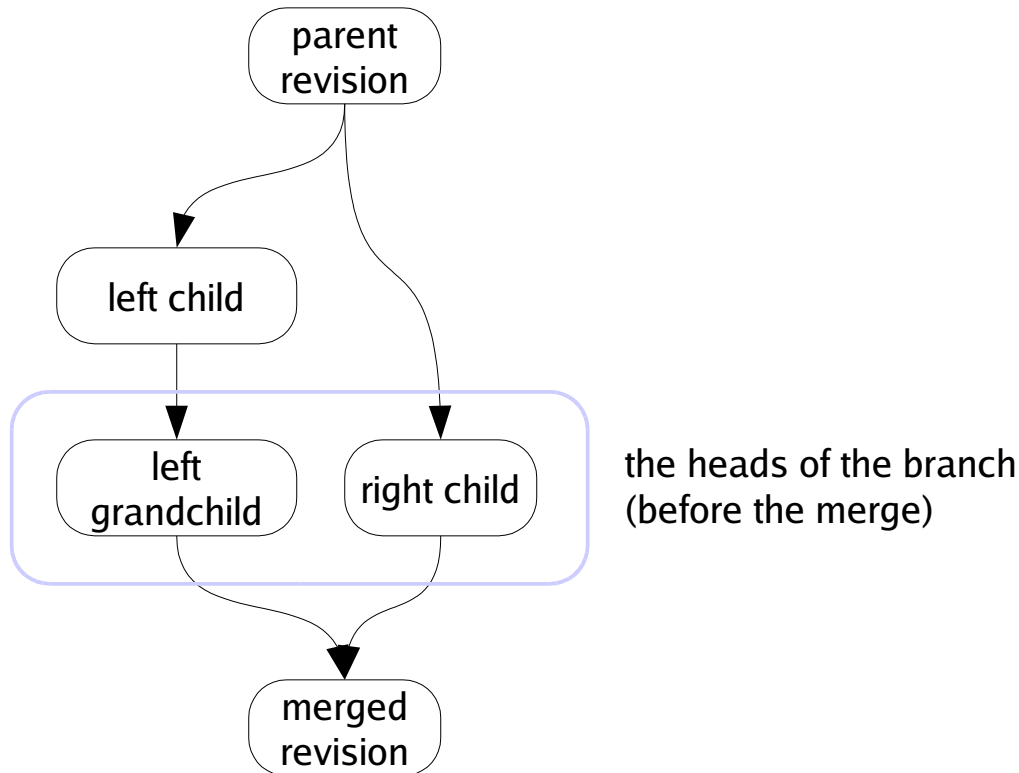 parent
revision
left child
left
grandchild
right child
the heads of the branch
(before the merge)
merged
revision